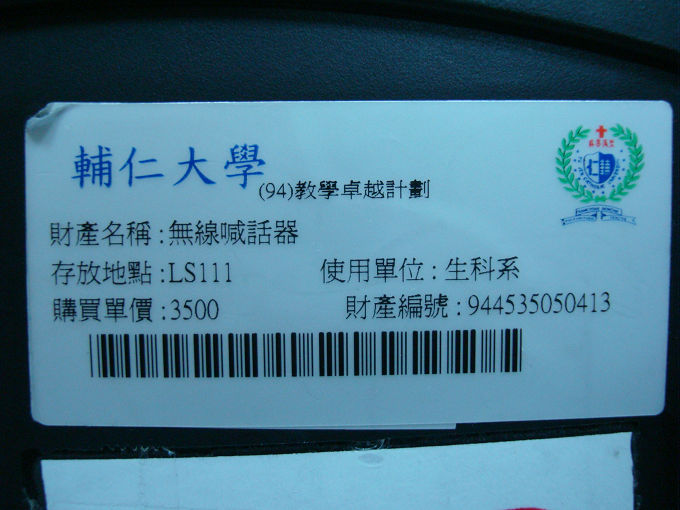 輔仁大學 (94)教學卓越計劃
財產名稱:無線喊話器
存放地點:LS111 使用單位:生科系
購買單價:3500 財產編號:944535050413